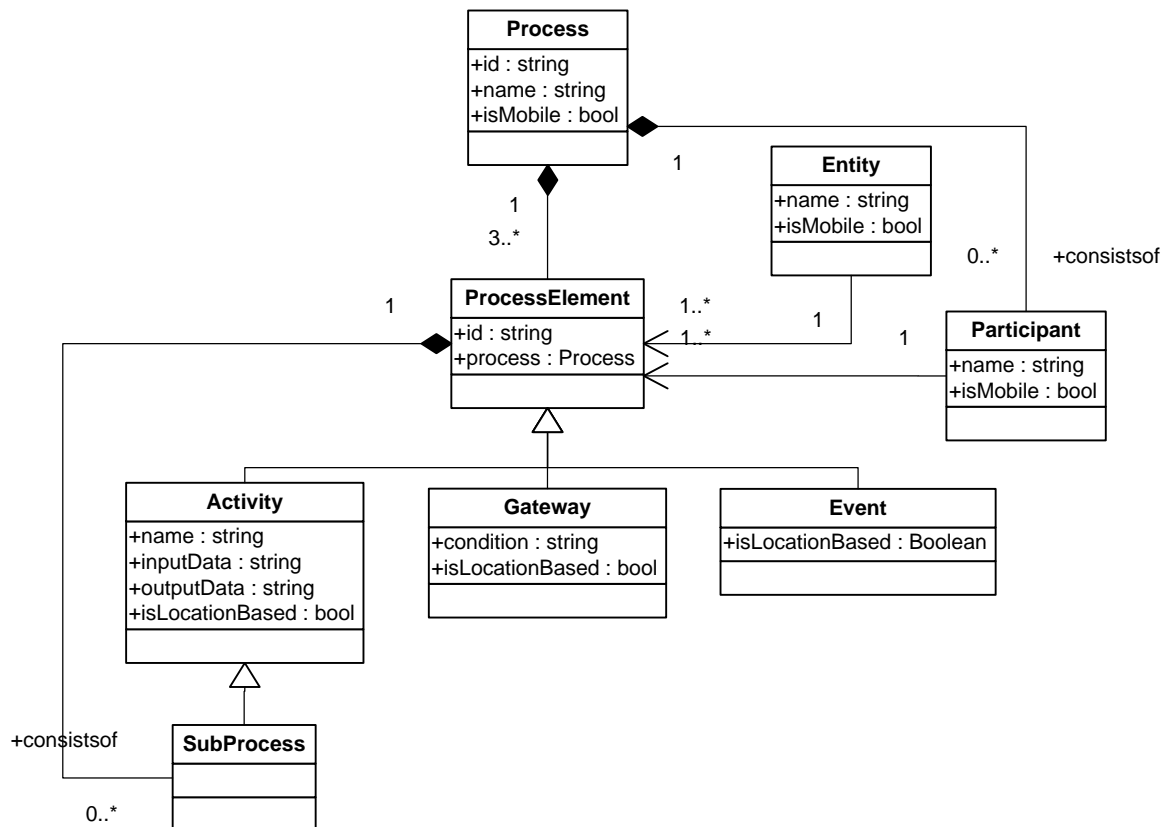 Process
+id : string
+name : string
+isMobile : bool
1
1
3..*
Entity
+name : string
+isMobile : bool
0..*
+consistsof
ProcessElement
+id : string
+process : Process
1
1..*
1..*
1
1
Participant
+name : string
+isMobile : bool
Activity
+name : string
+inputData : string
+outputData : string
+isLocationBased : bool
Gateway
+condition : string
+isLocationBased : bool
Event
+isLocationBased : Boolean
SubProcess
+consistsof
0..*